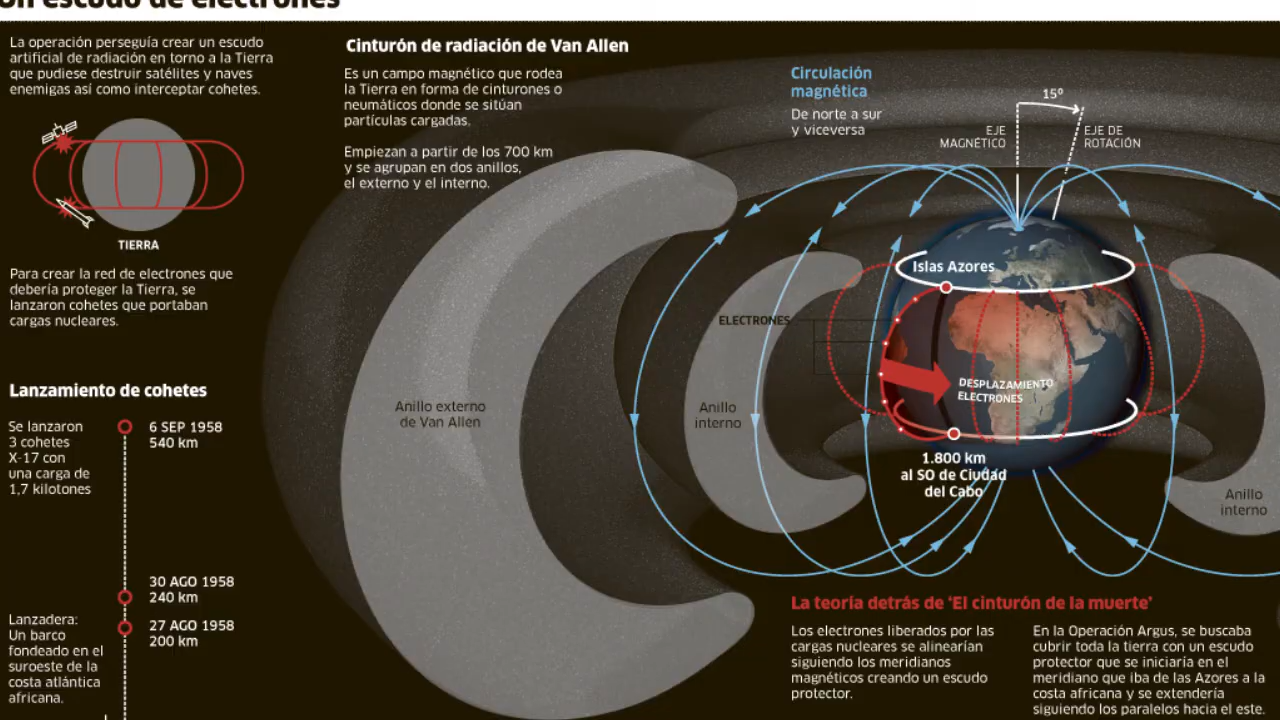 Un escudo de electrones
La operación perseguía crear un escudo
artificial de radiación en torno a la Tierra
que pudiese destruir satélites y naves
enemigas así como interceptar cohetes.
TIERRA
Para crear la red de electrones que
debería proteger la Tierra, se
lanzaron cohetes que portaban
cargas nucleares.
Lanzamiento de cohetes
Se lanzaron
3 cohetes
X-17 con
una carga de
1,7 kilotones
6 SEP 1958
540 km
30 AGO 1958
240 km
27 AGO 1958
200 km
Lanzadera:
Un barco
fondeado en el
suroeste de la
costa atlántica
africana.
Cinturón de radiación de Van Allen
Es un campo magnético que rodea
la Tierra en forma de cinturones o
neumáticos donde se sitúan
partículas cargadas.
Empiezan a partir de los 700 km
y se agrupan en dos anillos,
el externo y el interno.
Anillo externo
de Van Allen
Anillo
interno
Circulación
magnética
De norte a sur
y viceversa
15º
EJE
MAGNÉTICO
EJE DE
ROTACIÓN
Islas Azores
ELECTRONES
DESPLAZAMIENTO
ELECTRONES
1.800 km
al SO de Ciudad
del Cabo
Anillo
interno
La teoría detrás de ‘El cinturón de la muerte’
Los electrones liberados por las
cargas nucleares se alinearían
siguiendo los meridianos
magnéticos creando un escudo
protector.
En la Operación Argus, se buscaba
cubrir toda la tierra con un escudo
protector que se iniciaría en el
meridiano que iba de las Azores a la
costa africana y se extendería
siguiendo los paralelos hacia el este.